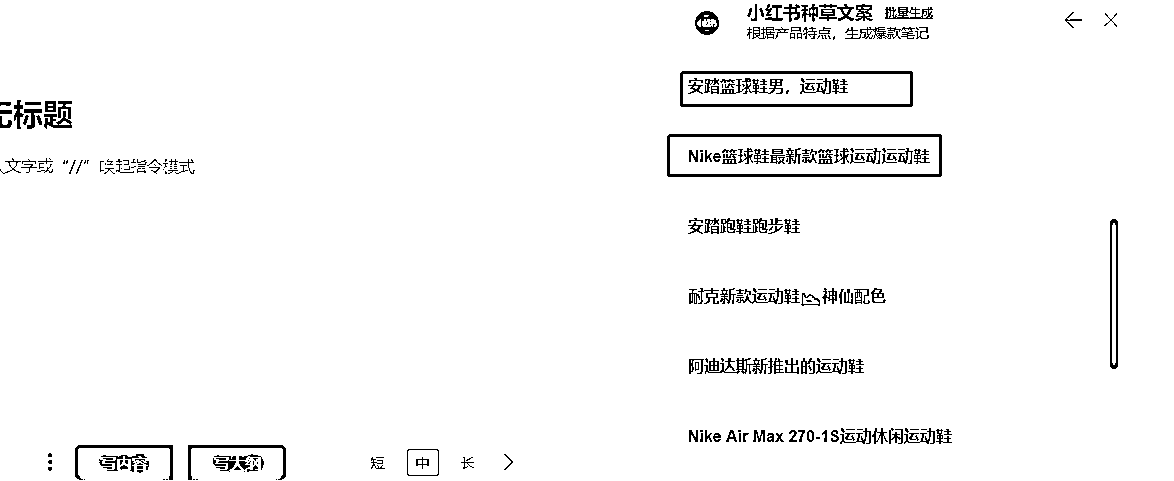 小红书种草文案 批量生成
根据产品特点，生成爆款笔记
安踏篮球鞋男，运动鞋
无标题
Nike篮球鞋最新款篮球运动运动鞋
入文字或“//”唤起指令模式
安踏跑鞋跑步鞋
耐克新款运动鞋 神仙配色
阿迪达斯新推出的运动鞋
Nike Air Max 270-1S运动休闲运动鞋
写内容 写大纲 短 中 长